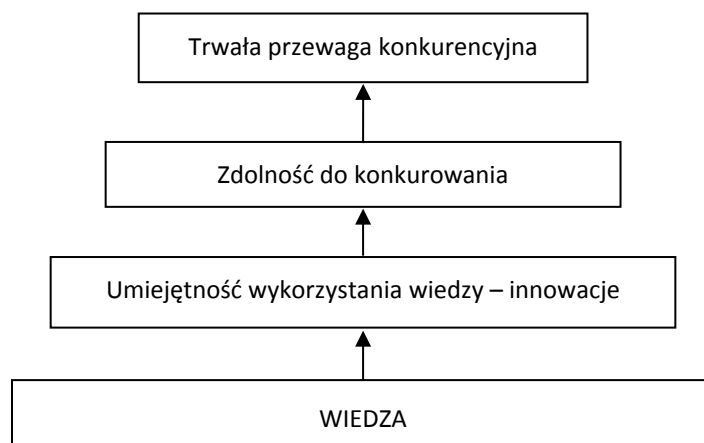 Trwała przewaga konkurencyjna
Zdolność do konkurowania
Umiejętność wykorzystania wiedzy – innowacje
WIEDZA